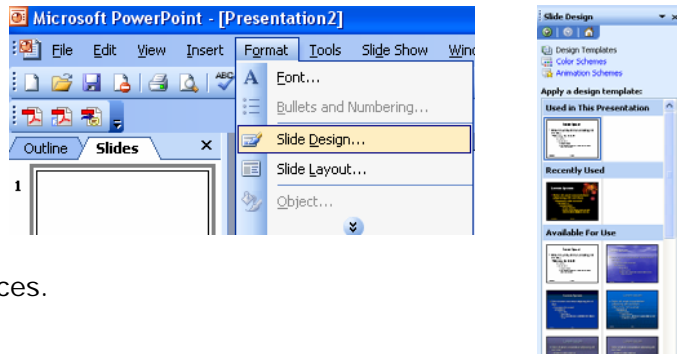 Microsoft PowerPoint - [Presentation2]
File Edit View Insert Format Tools Slide Show
ABC
A Font...
Bullets and Numbering...
Slide Design...
Slide Layout...
Object...
Outline Slides ×
1
ces.
Slide Design
Design Templates
Color Schemes
Animation Schemes
Apply a design template:
Used in This Presentation
Recently Used
Available For Use